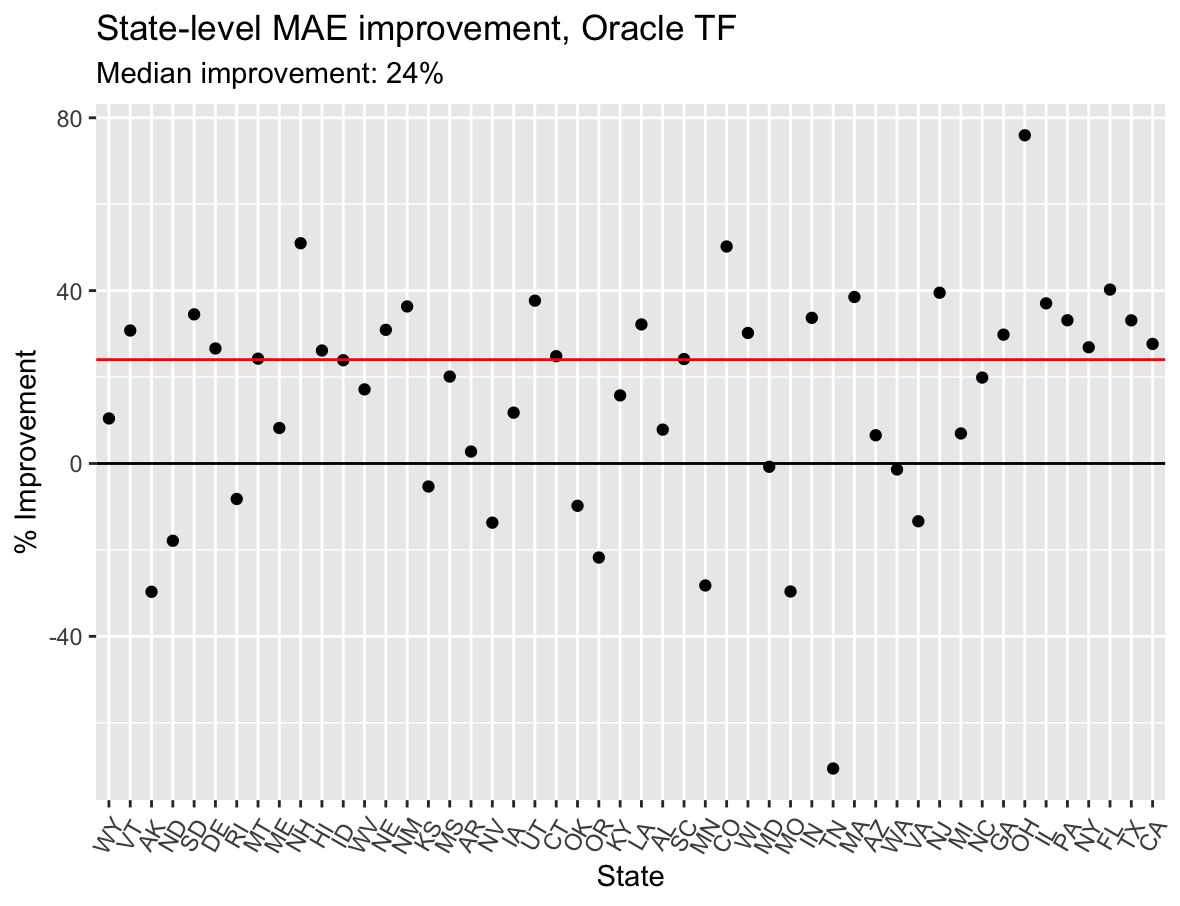 State-level MAE improvement, Oracle TF
Median improvement: 24%
80
40
0
-40
% Improvement
WY VT AK ND SD DE RI MT ME NH HI ID WV NE NM KS MS AR NV IA UT CT OK OR KY LA AL SC MN CO WI MD MO IN TN MA AZ WA VA NJ MI NC GA OH IL PA NY FL TX CA
State